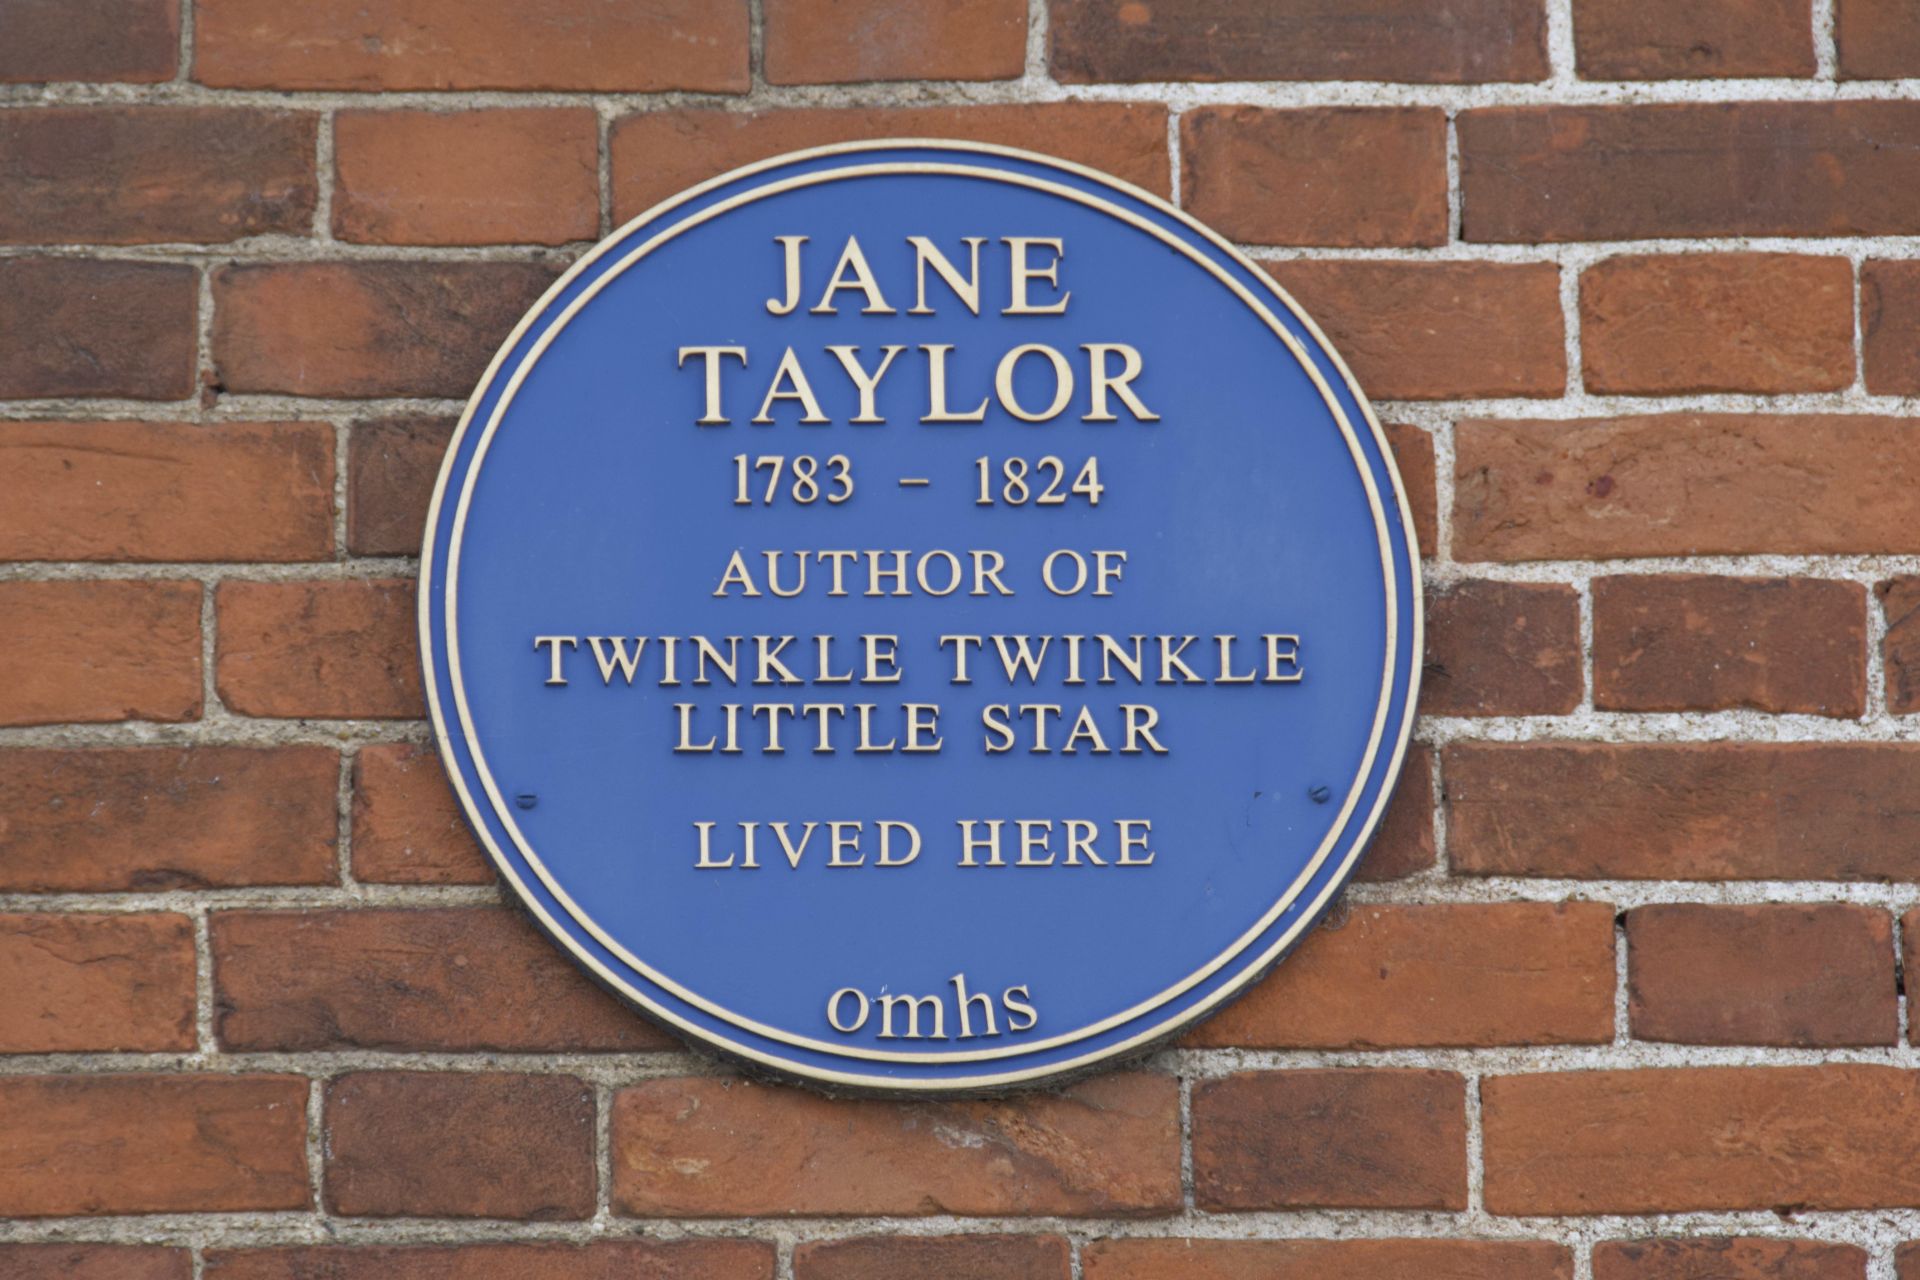 JANE
TAYLOR
1783 – 1824
AUTHOR OF
TWINKLE TWINKLE
LITTLE STAR
LIVED HERE
omhs